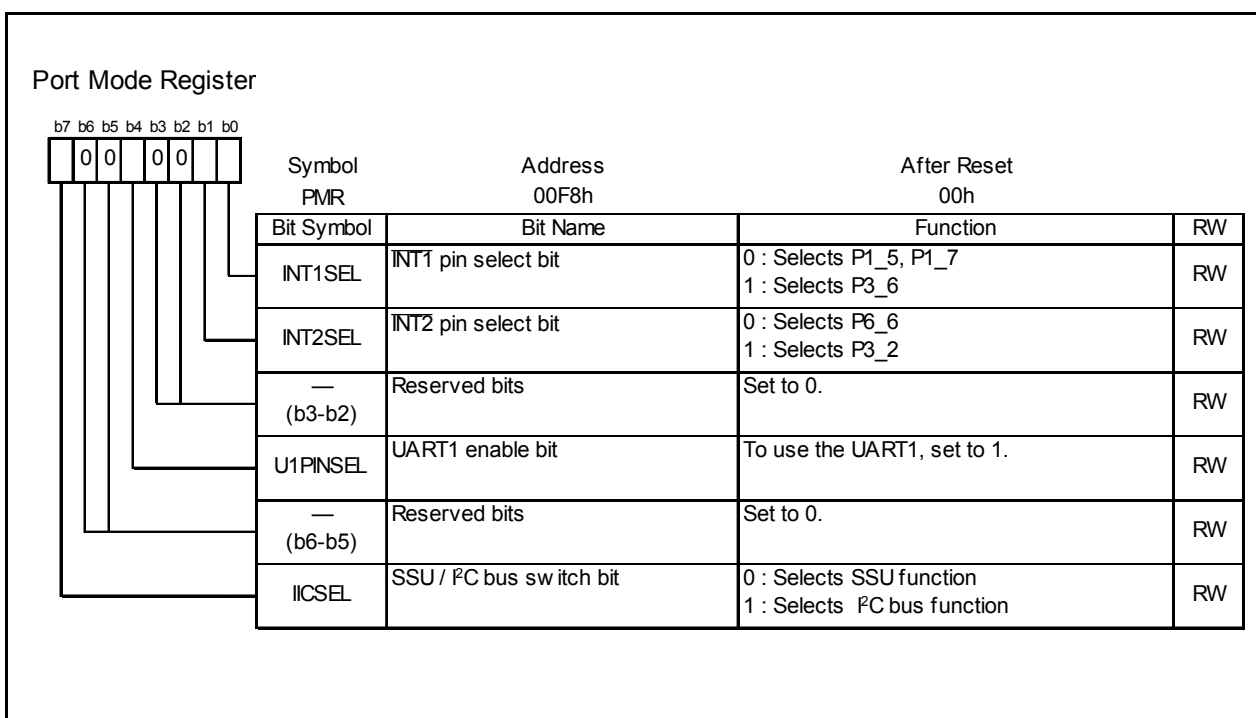 Port Mode Register
b7 b6 b5 b4 b3 b2 b1 b0
0 0 0 0
Symbol Address After Reset
PMR 00F8h 00h
Bit Symbol Bit Name Function RW
INT1SEL INT1 pin select bit 0 : Selects P1_5, P1_7 RW
1 : Selects P3_6
INT2SEL INT2 pin select bit 0 : Selects P6_6 RW
1 : Selects P3_2
— Reserved bits Set to 0. RW
(b3-b2)
U1PINSEL UART1 enable bit To use the UART1, set to 1. RW
— Reserved bits Set to 0. RW
(b6-b5)
IICSEL SSU / I²C bus switch bit 0 : Selects SSU function RW
1 : Selects I²C bus function